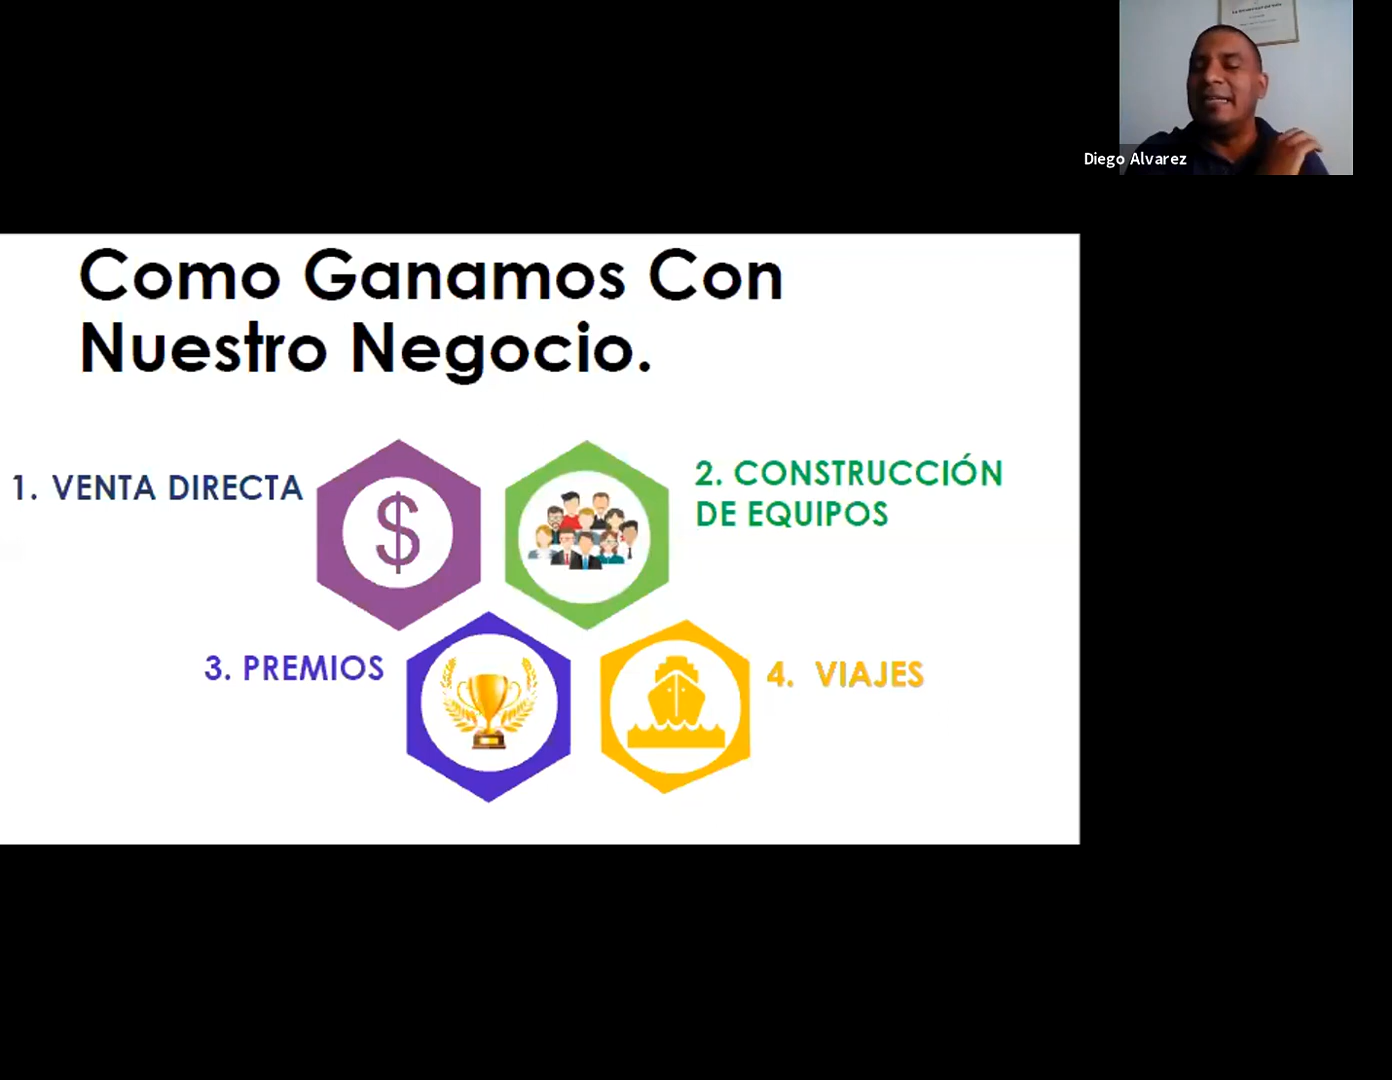 Diego Alvarez
Como Ganamos Con
Nuestro Negocio.
1. VENTA DIRECTA
$
2. CONSTRUCCIÓN
DE EQUIPOS
3. PREMIOS
4. VIAJES